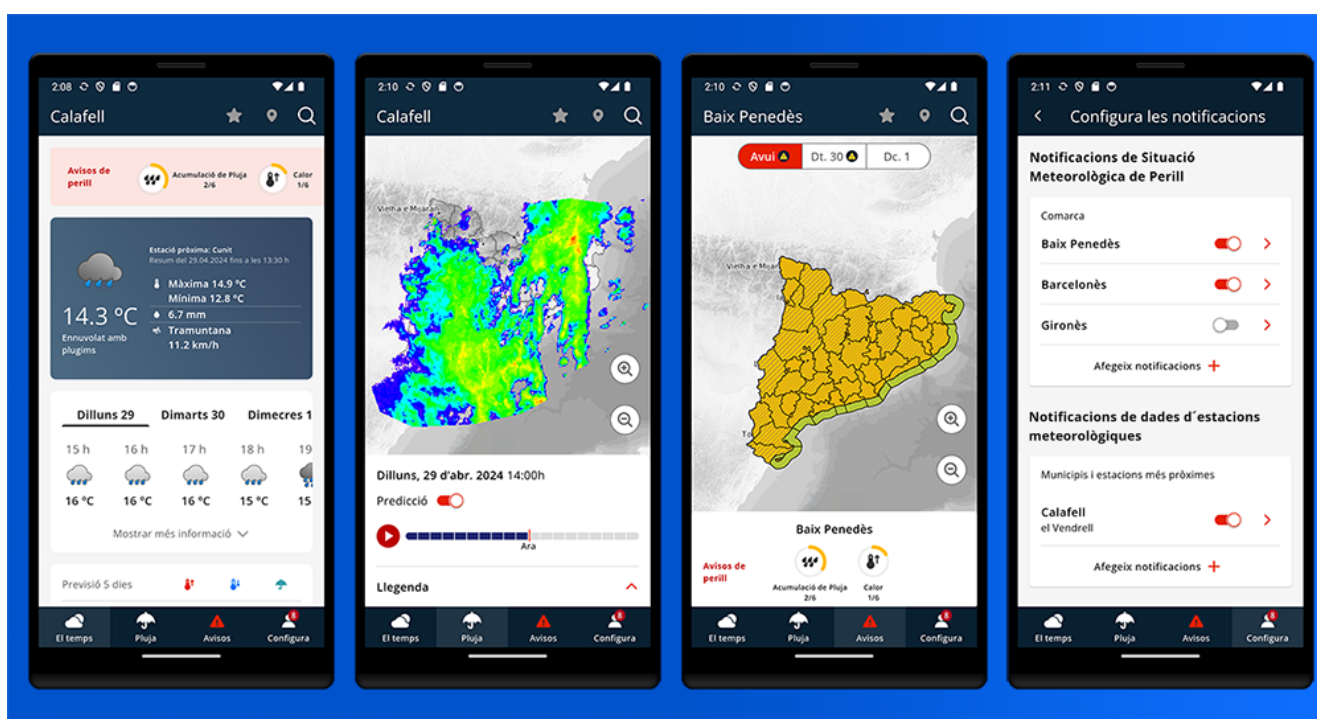 2:08
Calafell
Avisos de
perill
Acumulació de Pluja
2/6
Calor
1/6
Estació pròxima: Cunit
Resum del 29.04.2024 fins a les 13:30 h
Màxima 14.9 °C
Mínima 12.8 °C
6.7 mm
Tramuntana
11.2 km/h
14.3 °C
Ennuvolat amb
plugims
Dilluns 29 Dimarts 30 Dimecres 1
15 h 16 h 17 h 18 h 19
16 °C 16 °C 16 °C 15 °C 15
Mostrar més informació
Previsió 5 dies
El temps Pluja Avisos Configura
8
2:10
Calafell
Vielha e Mijaran
Dilluns, 29 d'abr. 2024 14:00h
Predicció
Ara
Llegenda
El temps Pluja Avisos Configura
8
2:10
Baix Penedès
Avui Dt. 30 Dc. 1
Vielha e Mijar
Baix Penedès
Avisos de
perill
Acumulació de Pluja
2/6
Calor
1/6
El temps Pluja Avisos Configura
8
2:11
Configura les notificacions
Notificacions de Situació
Meteorològica de Perill
Comarca
Baix Penedès
Barcelonès
Gironès
Afegeix notificacions +
Notificacions de dades d´estacions
meteorològiques
Municipis i estacions més pròximes
Calafell
el Vendrell
Afegeix notificacions +
El temps Pluja Avisos Configura
8